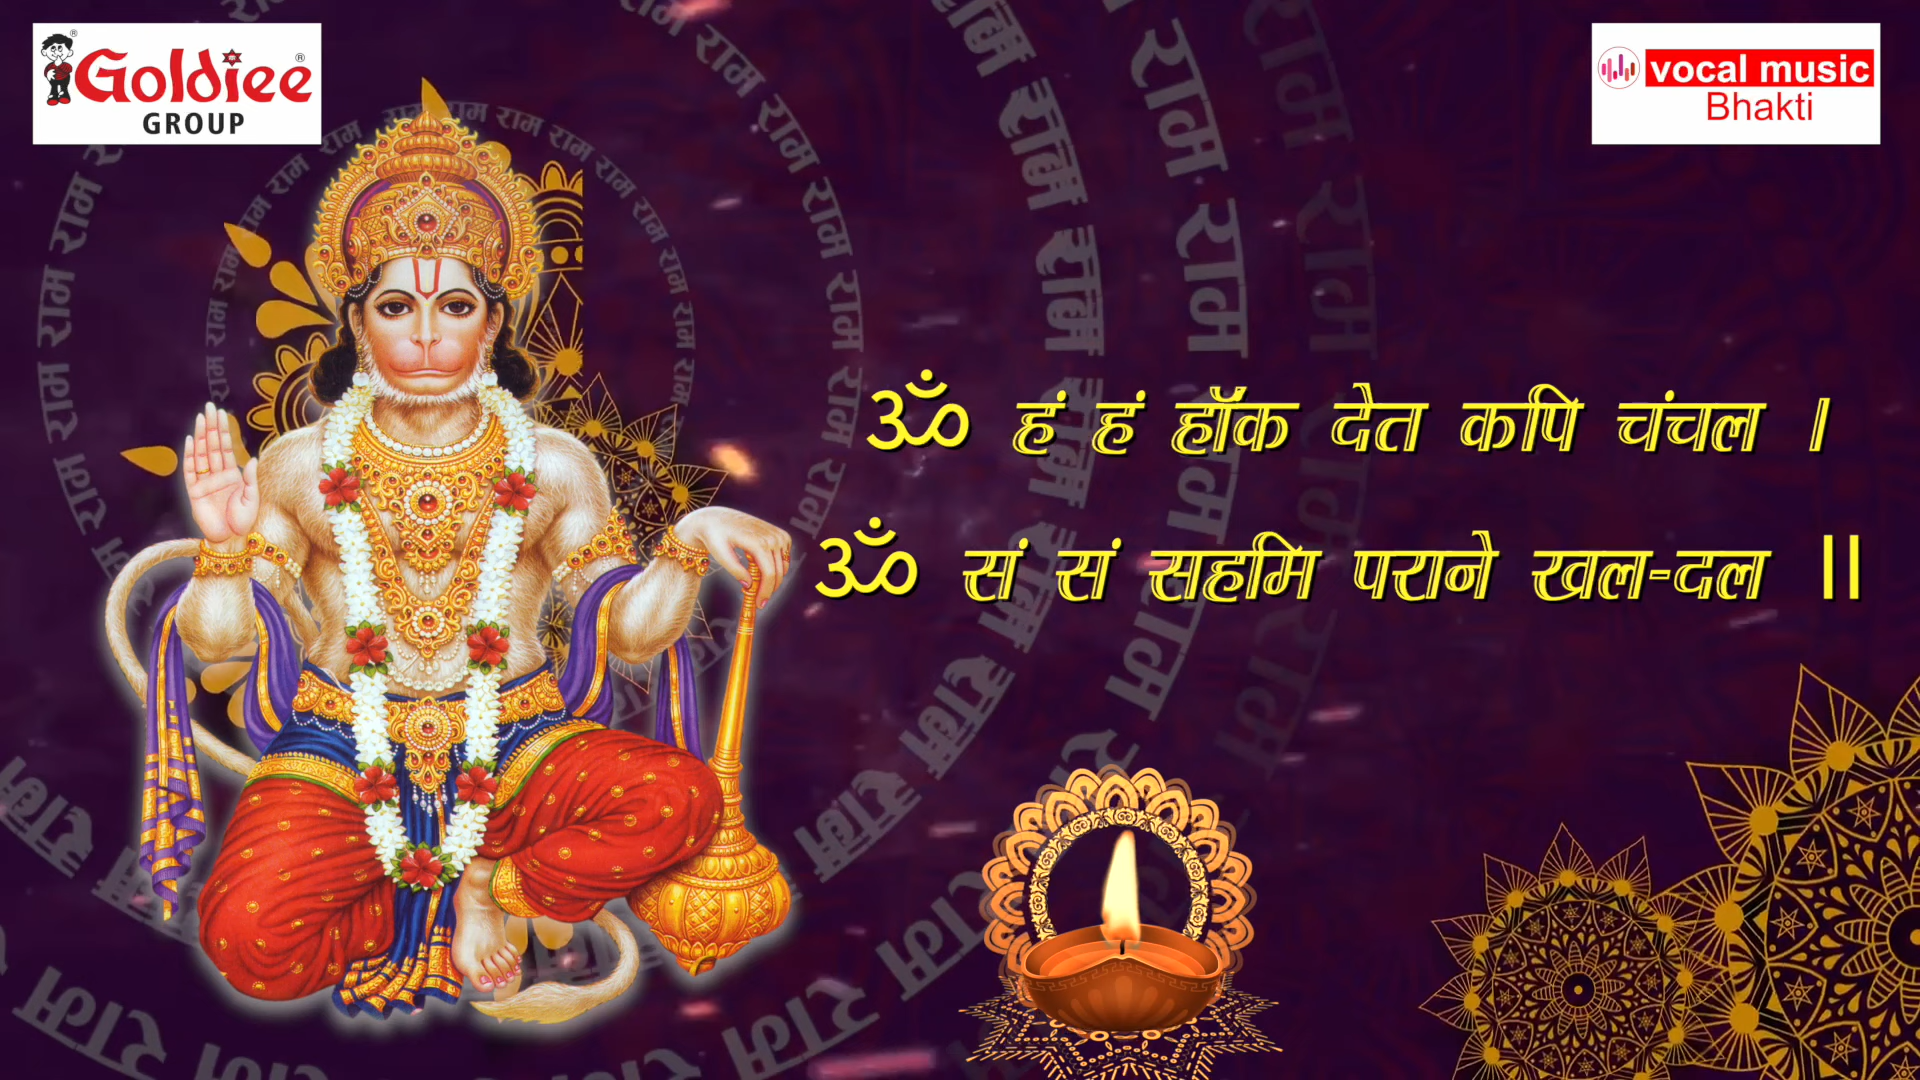 Goldiee
GROUP
vocal music
Bhakti
ॐ हं हं हाँक देत कपि चंचल ।
ॐ सं सं सहमि पराने खल-दल ॥
राम राम राम राम राम राम राम राम